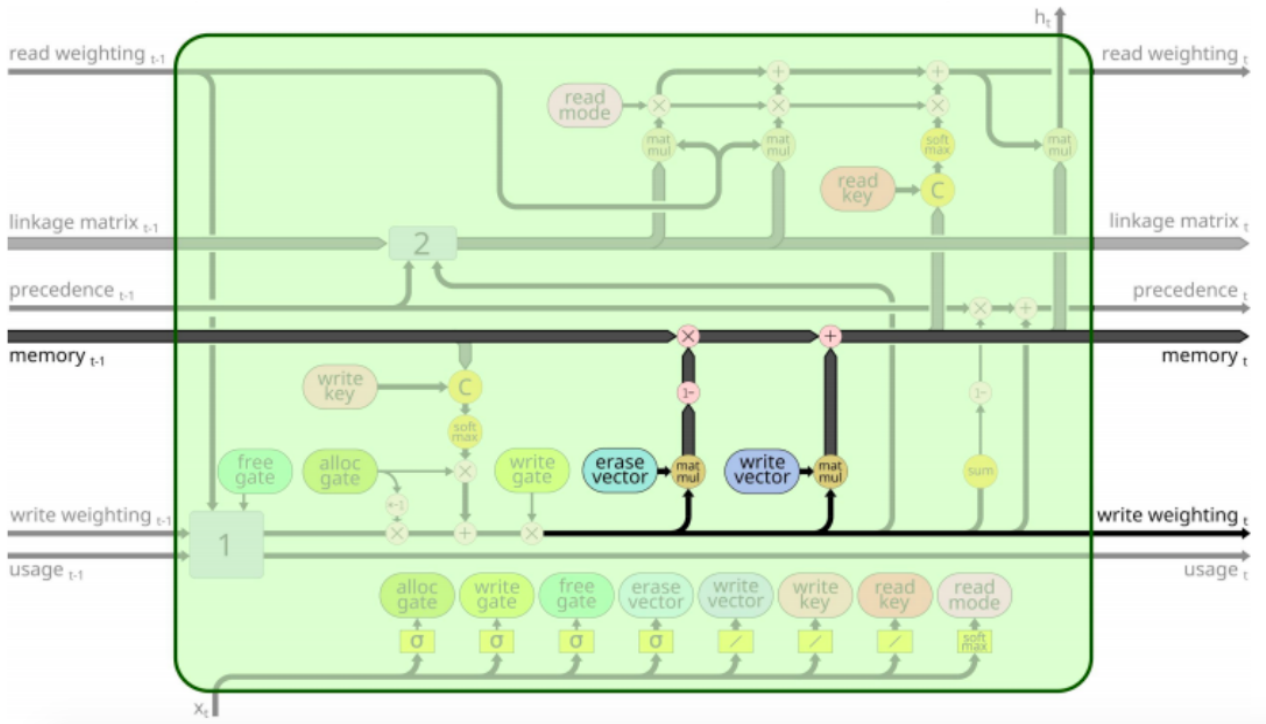 h t
read weighting t-1
read weighting t
+
+
read
mode
×
×
×
mat
mul
mat
mul
soft
max
mat
mul
read
key
C
linkage matrix t-1
linkage matrix t
2
precedence t-1
precedence t
×
+
memory t-1
×
+
memory t
write
key
C
1-
1-
soft
max
free
gate
alloc
gate
×
write
gate
erase
vector
mat
mul
write
vector
mat
mul
sum
write weighting t-1
write weighting t
1
×
+
×
usage t-1
usage t
alloc
gate
write
gate
free
gate
erase
vector
write
vector
write
key
read
key
read
mode
σ
σ
σ
σ
/
/
/
soft
max
x t